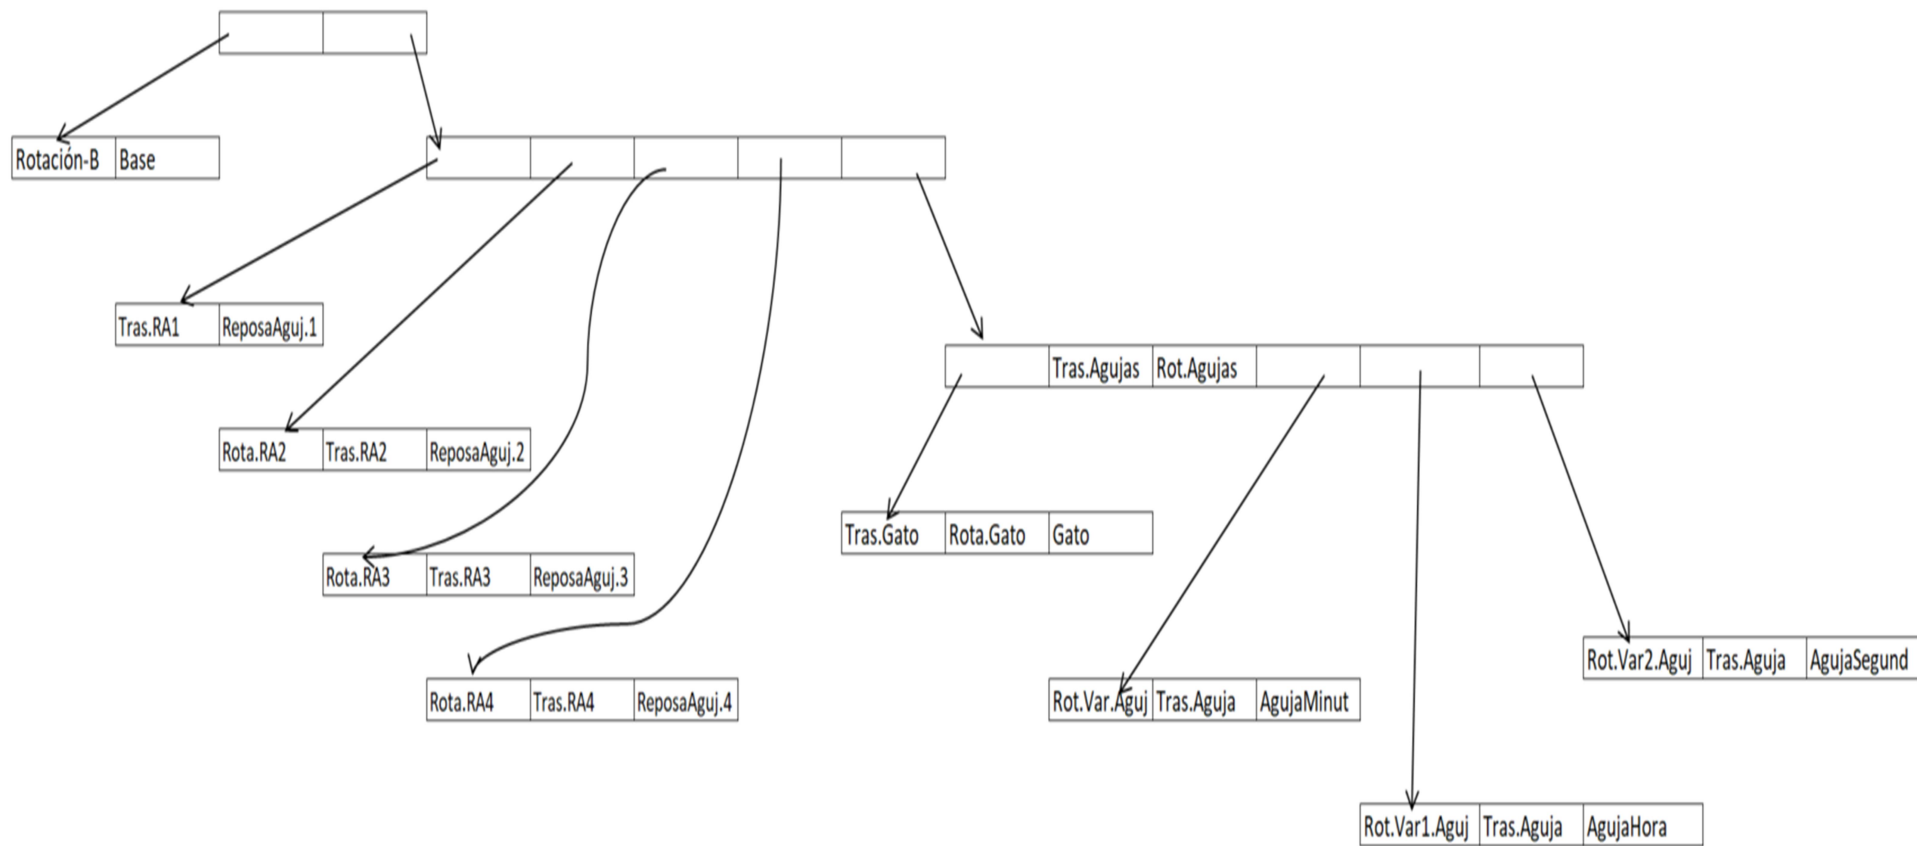 Rotación-B Base
Tras.RA1 ReposaAguj.1
Tras.Agujas Rot.Agujas
Rota.RA2 Tras.RA2 ReposaAguj.2
Tras.Gato Rota.Gato Gato
Rota.RA3 Tras.RA3 ReposaAguj.3
Rot.Var2.Aguj Tras.Aguja AgujaSegund
Rota.RA4 Tras.RA4 ReposaAguj.4
Rot.Var.Aguj Tras.Aguja AgujaMinut
Rot.Var1.Aguj Tras.Aguja AgujaHora